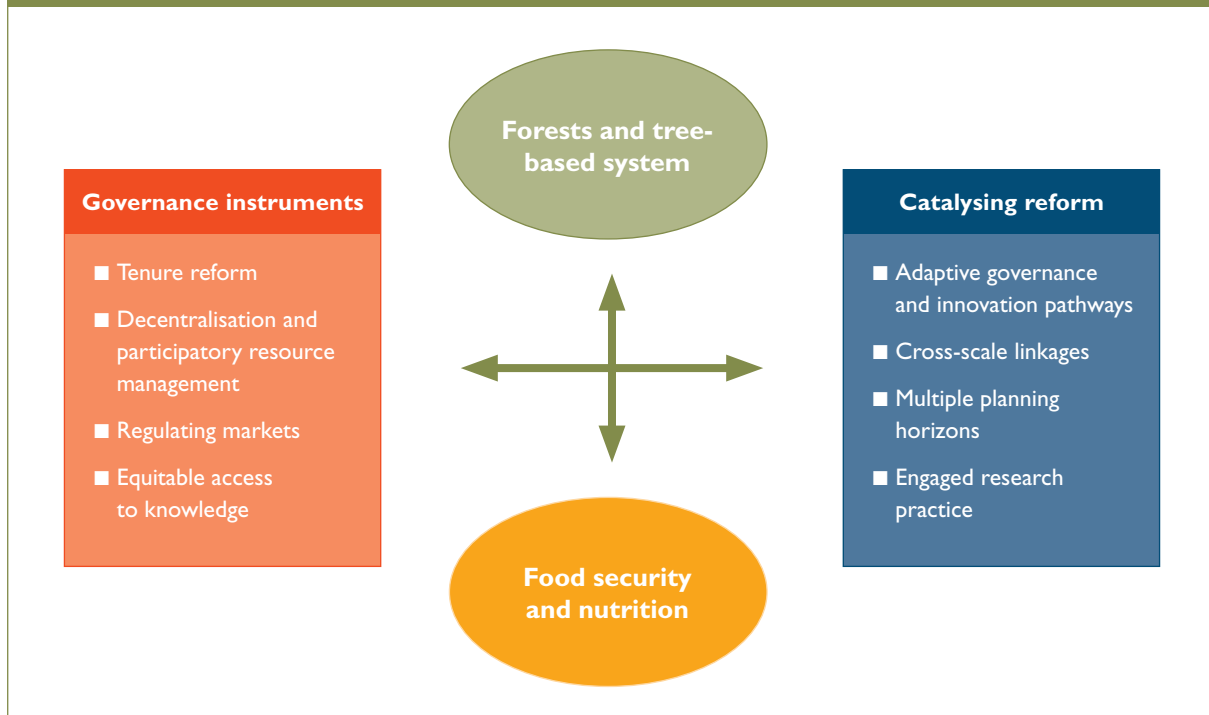 Forests and tree-
based system
Governance instruments
■ Tenure reform
■ Decentralisation and
participatory resource
management
■ Regulating markets
■ Equitable access
to knowledge
Catalysing reform
■ Adaptive governance
and innovation pathways
■ Cross-scale linkages
■ Multiple planning
horizons
■ Engaged research
practice
Food security
and nutrition